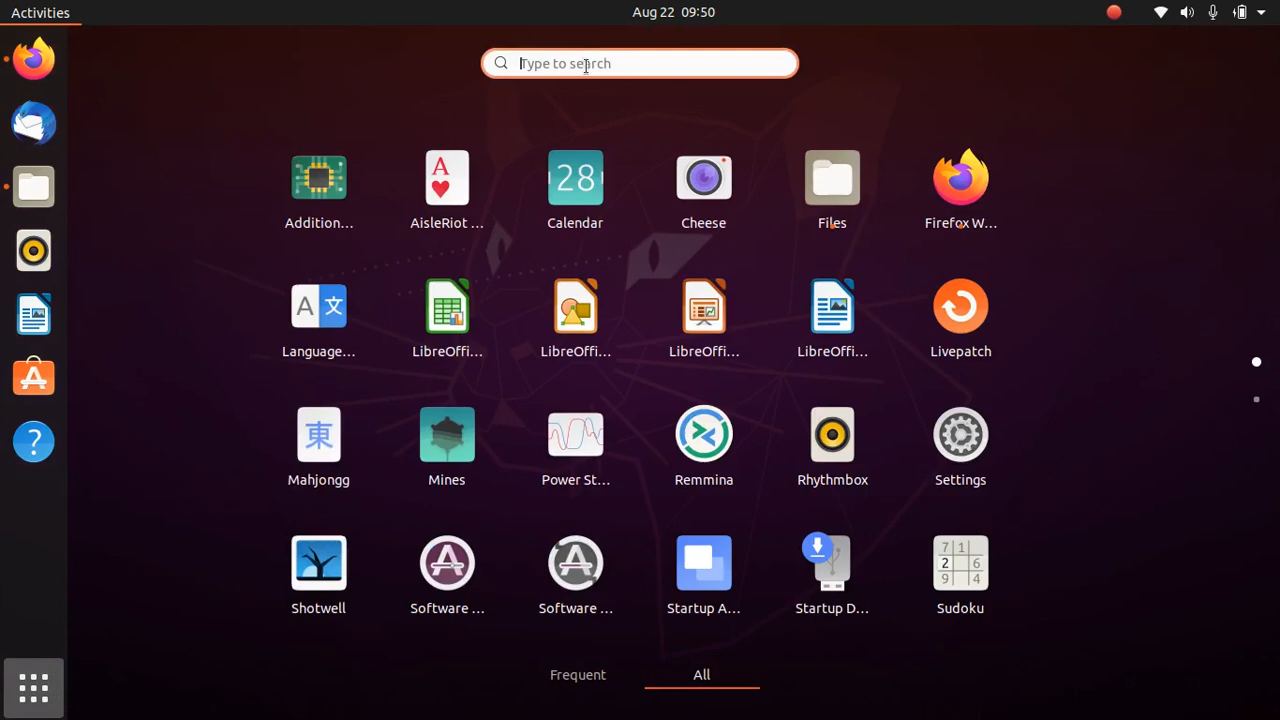 Activities
Aug 22 09:50
Type to search
Addition...
AisleRiot ...
28
Calendar
Cheese
Files
Firefox W...
A 文
Language...
LibreOffi...
LibreOffi...
LibreOffi...
LibreOffi...
Livepatch
東
Mahjongg
Mines
Power St...
Remmina
Rhythmbox
Settings
Shotwell
Software ...
Software ...
Startup A...
Startup D...
7 1
2 6
9 4
Sudoku
?
A
Frequent
All